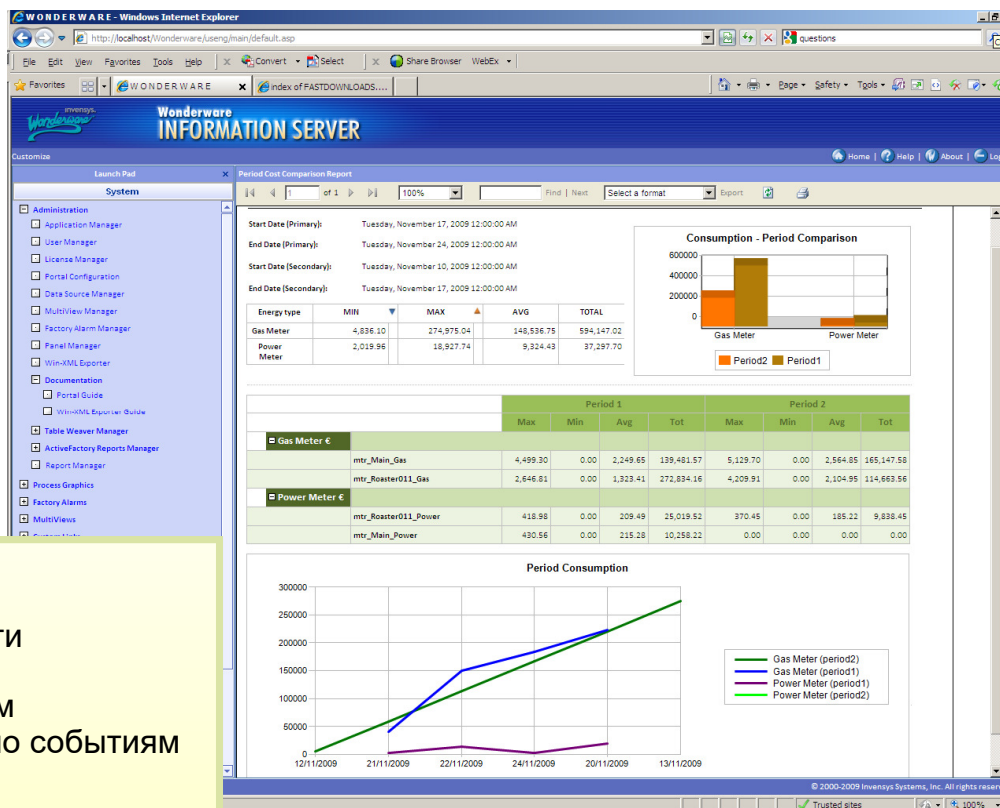 WONDERWARE - Windows Internet Explorer
http://localhost/Wonderware/useng/main/default.asp
questions
File Edit View Favorites Tools Help x Convert Select x Share Browser WebEx
Favorites WONDERWARE x index of FASTDOWNLOADS....
Page Safety Tools
invensys.
Wonderware
Wonderware
INFORMATION SERVER
Customize
Home | Help | About |
Launch Pad x
Period Cost Comparison Report
System
1 of 1 100% Find | Next Select a format Export
Administration
Application Manager
User Manager
License Manager
Portal Configuration
Data Source Manager
MultiView Manager
Factory Alarm Manager
Panel Manager
Win-XML Exporter
Documentation
Portal Guide
Win-XML Exporter Guide
Table Weaver Manager
ActiveFactory Reports Manager
Report Manager
Process Graphics
Factory Alarms
MultiViews
Start Date (Primary): Tuesday, November 17, 2009 12:00:00 AM
End Date (Primary): Tuesday, November 24, 2009 12:00:00 AM
Start Date (Secondary): Tuesday, November 10, 2009 12:00:00 AM
End Date (Secondary): Tuesday, November 17, 2009 12:00:00 AM
Energy type MIN MAX AVG TOTAL
Gas Meter 4,836.10 274,975.04 148,536.75 594,147.02
Power Meter 2,019.96 18,927.74 9,324.43 37,297.70
Consumption - Period Comparison
600000
400000
200000
0
Gas Meter Power Meter
Period2 Period1
Period 1 Period 2
Max Min Avg Tot Max Min Avg Tot
Gas Meter €
mtr_Main_Gas 4,499.30 0.00 2,249.65 139,481.57 5,129.70 0.00 2,564.85 165,147.58
mtr_Roaster011_Gas 2,646.81 0.00 1,323.41 272,834.16 4,209.91 0.00 2,104.95 114,663.56
Power Meter €
mtr_Roaster011_Power 418.98 0.00 209.49 25,019.52 370.45 0.00 185.22 9,838.45
mtr_Main_Power 430.56 0.00 215.28 10,258.22 0.00 0.00 0.00 0.00
Period Consumption
300000
250000
200000
150000
100000
50000
0
12/11/2009 21/11/2009 22/11/2009 24/11/2009 20/11/2009 13/11/2009
Gas Meter (period2)
Gas Meter (period1)
Power Meter (period1)
Power Meter (period2)
ти
м
о событиям
© 2000-2009 Invensys Systems, Inc. All rights
Trusted sites 100%